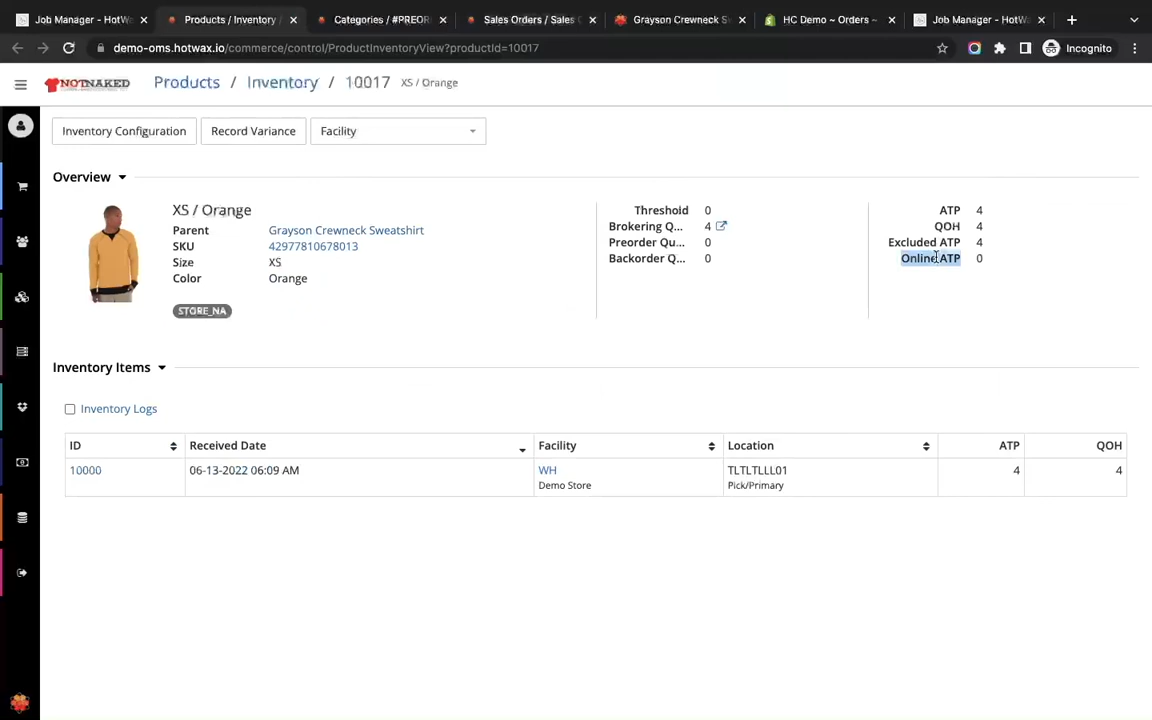 Job Manager - HotWa
Products / Inventory /
Categories / #PREOR
Sales Orders / Sales O
Grayson Crewneck S
HC Demo ~ Orders ~
Job Manager - HotWa
demo-oms.hotwax.io/commerce/control/ProductInventoryView?productId=10017
Incognito
NOTNAKED
Products / Inventory / 10017 XS / Orange
Inventory Configuration
Record Variance
Facility
Overview
XS / Orange
Parent Grayson Crewneck Sweatshirt
SKU 42977810678013
Size XS
Color Orange
STORE_NA
Threshold 0
Brokering Q... 4
Preorder Qu... 0
Backorder Q... 0
ATP 4
QOH 4
Excluded ATP 4
Online ATP 0
Inventory Items
Inventory Logs
ID Received Date Facility Location ATP QOH
10000 06-13-2022 06:09 AM WH TLTLTLLL01 4 4
Demo Store Pick/Primary